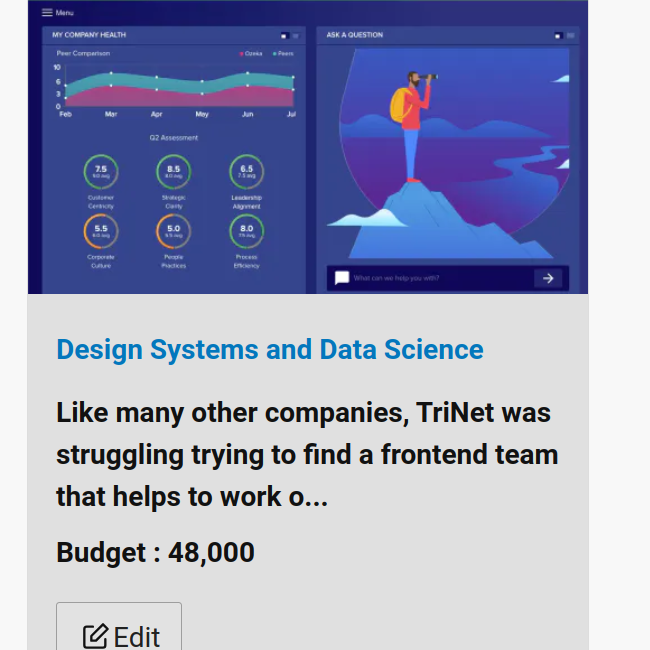 Menu
MY COMPANY HEALTH
Peer Comparison
Ozeka Peers
10
6
3
0
Feb Mar Apr May Jun Jul
Q2 Assessment
7.5 8.5 6.5
Customer Strategic Leadership
Centricity Clarity Alignment
5.5 5.0 8.0
Corporate People Process
Culture Practices Efficiency
ASK A QUESTION
What can we help you with?
Design Systems and Data Science
Like many other companies, TriNet was
struggling trying to find a frontend team
that helps to work o...
Budget : 48,000
Edit